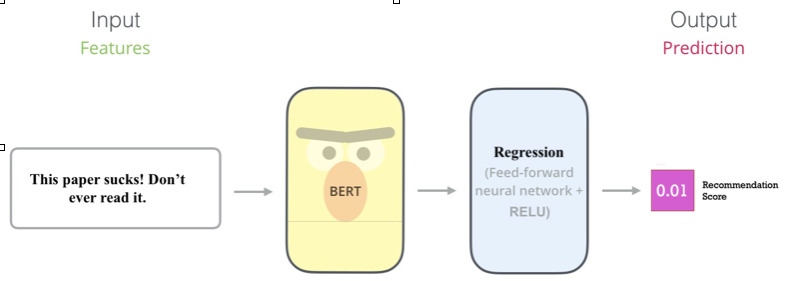 Input
Features
Output
Prediction
This paper sucks! Don’t
ever read it.
BERT
Regression
(Feed-forward
neural network +
RELU)
0.01
Recommendation
Score